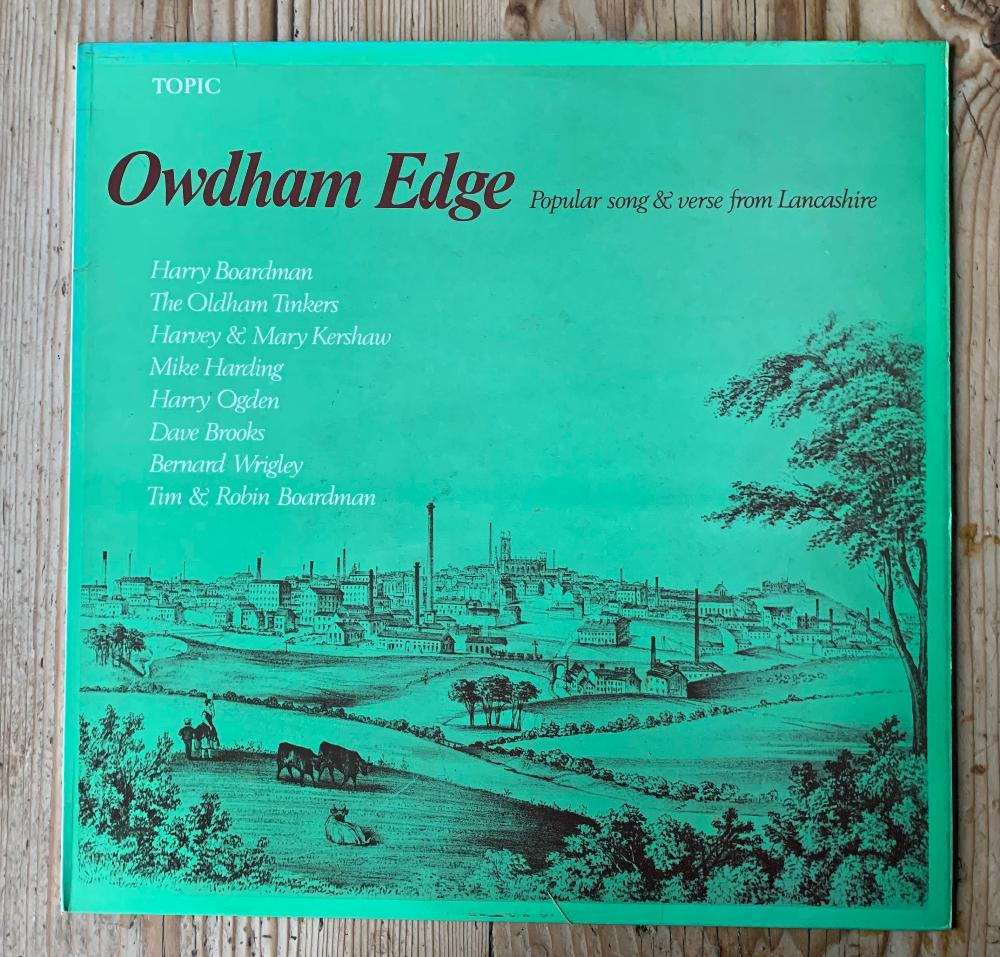 TOPIC
Owdham Edge Popular song & verse from Lancashire
Harry Boardman
The Oldham Tinkers
Harvey & Mary Kershaw
Mike Harding
Harry Ogden
Dave Brooks
Bernard Wrigley
Tim & Robin Boardman